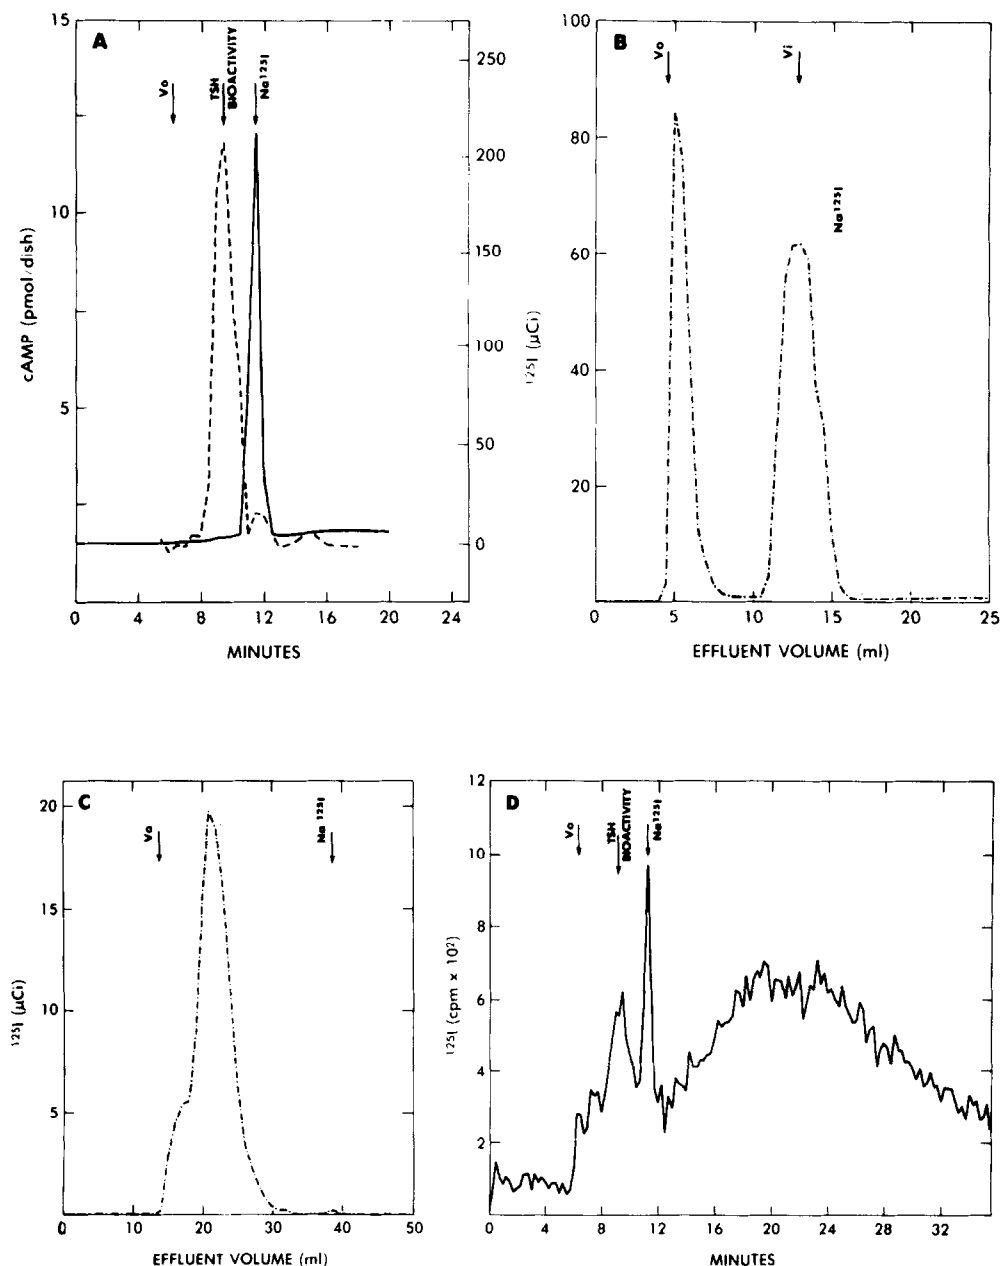 A
15
10
5
cAMP (pmol/dish)
250
200
150
100
50
0
Vo
TSH
BIOACTIVITY
Na125I
0 4 8 12 16 20 24
MINUTES
B
100
80
60
40
20
125I (μCi)
Vo
Vi
Na125I
0 5 10 15 20 25
EFFLUENT VOLUME (ml)
C
20
15
10
5
125I (μCi)
Vo
Na125I
0 10 20 30 40 50
EFFLUENT VOLUME (ml)
D
12
10
8
6
4
2
125I (cpm x 10²)
Vo
TSH
BIOACTIVITY
Na125I
0 4 8 12 16 20 24 28 32
MINUTES